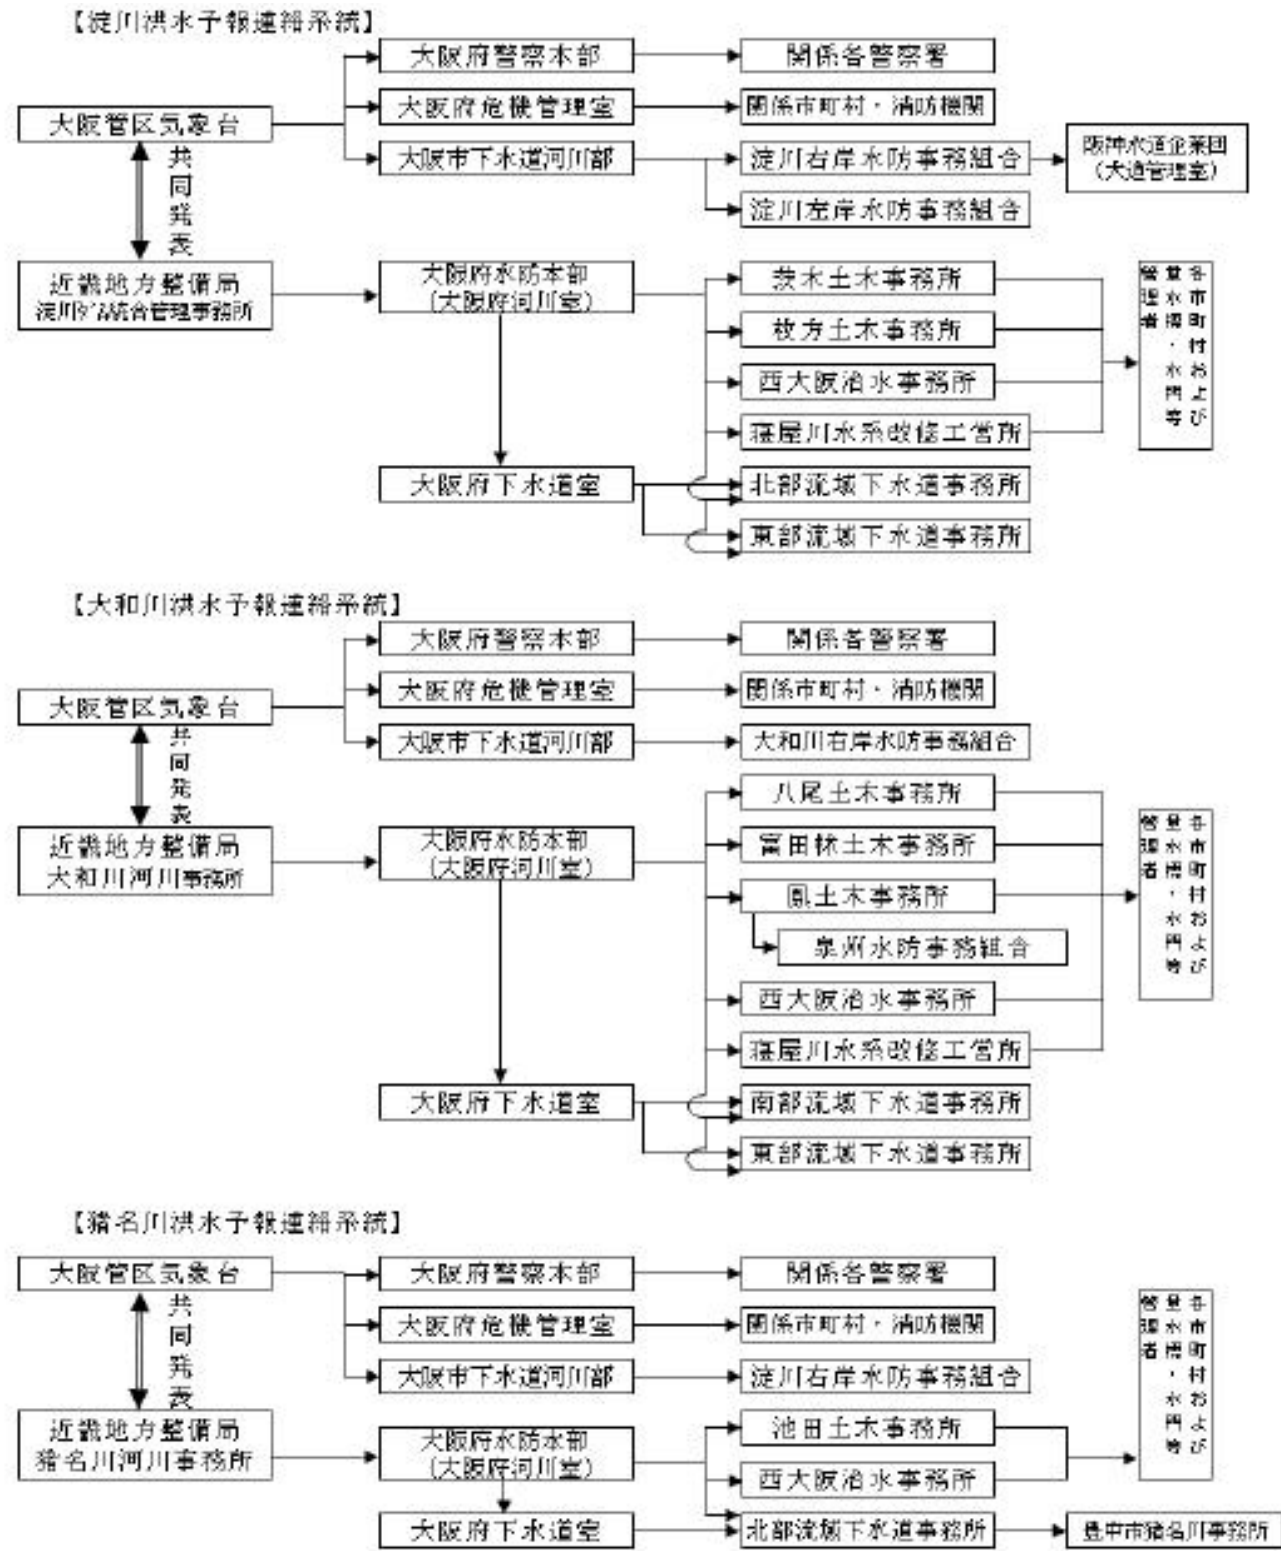 【淀川洪水予報連絡系統】
大阪府警察本部
関係各警察署
大阪管区気象台
大阪府危機管理室
関係市町村・消防機関
共同発表
大阪市下水道河川部
淀川右岸水防事務組合
阪神水道企業団
（大道管理室）
淀川左岸水防事務組合
近畿地方整備局
淀川ダム統合管理事務所
大阪府水防本部
（大阪府河川室）
茨木土木事務所
枚方土木事務所
西大阪治水事務所
寝屋川水系改修工営所
各市町村および
量水標・水門等
管理者
大阪府下水道室
北部流域下水道事務所
東部流域下水道事務所
【大和川洪水予報連絡系統】
大阪府警察本部
関係各警察署
大阪管区気象台
大阪府危機管理室
関係市町村・消防機関
共同発表
大阪市下水道河川部
大和川右岸水防事務組合
近畿地方整備局
大和川河川事務所
大阪府水防本部
（大阪府河川室）
八尾土木事務所
富田林土木事務所
鳳土木事務所
泉州水防事務組合
西大阪治水事務所
寝屋川水系改修工営所
各市町村および
量水標・水門等
管理者
大阪府下水道室
南部流域下水道事務所
東部流域下水道事務所
【猪名川洪水予報連絡系統】
大阪管区気象台
大阪府警察本部
関係各警察署
共同発表
大阪府危機管理室
関係市町村・消防機関
大阪市下水道河川部
淀川右岸水防事務組合
近畿地方整備局
猪名川河川事務所
大阪府水防本部
（大阪府河川室）
池田土木事務所
西大阪治水事務所
各市町村および
量水標・水門等
管理者
大阪府下水道室
北部流域下水道事務所
豊中市猪名川事務所